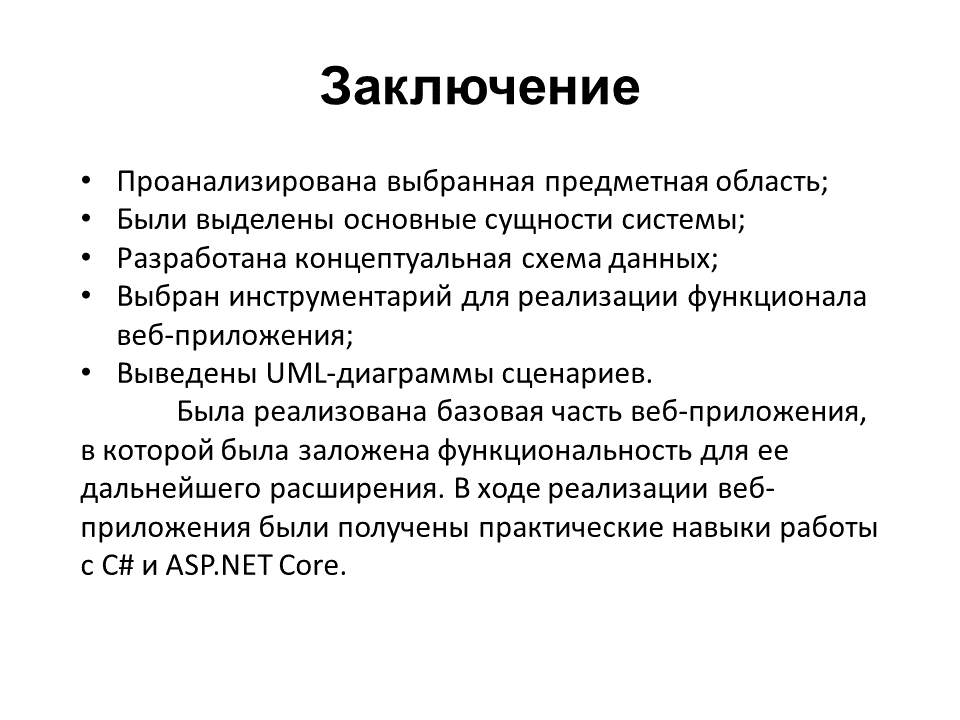 Заключение
• Проанализирована выбранная предметная область;
• Были выделены основные сущности системы;
• Разработана концептуальная схема данных;
• Выбран инструментарий для реализации функционала
веб-приложения;
• Выведены UML-диаграммы сценариев.
Была реализована базовая часть веб-приложения,
в которой была заложена функциональность для ее
дальнейшего расширения. В ходе реализации веб-
приложения были получены практические навыки работы
с C# и ASP.NET Core.